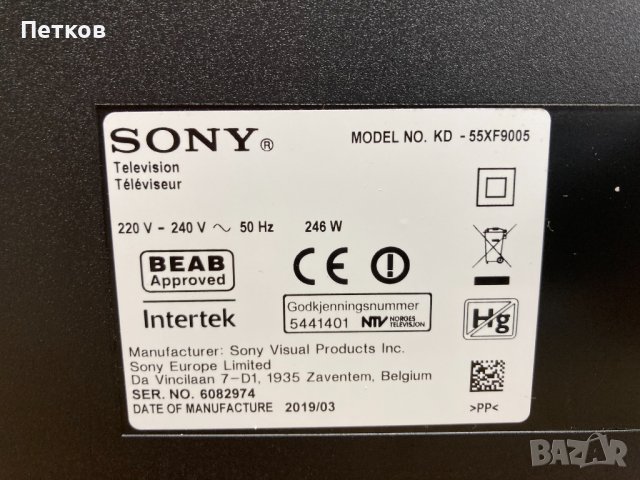 Петков
SONY®
MODEL NO. KD - 55XF9005
Television
Téléviseur
220 V - 240 V ~ 50 Hz 246 W
BEAB
Approved
CE
Intertek
Godkjenningsnummer
5441401 NTV NORGES TELEVISJON
Hg
Manufacturer: Sony Visual Products Inc.
Sony Europe Limited
Da Vincilaan 7-D1, 1935 Zaventem, Belgium
SER. NO. 6082974
DATE OF MANUFACTURE 2019/03
>PP<
BAZAR